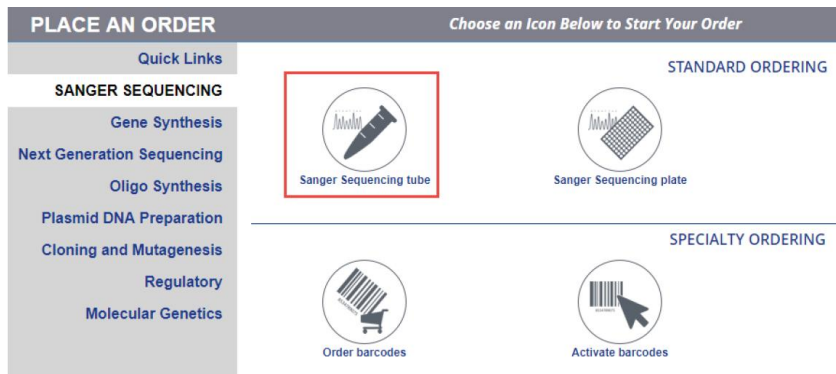 PLACE AN ORDER
Choose an Icon Below to Start Your Order
Quick Links
SANGER SEQUENCING
Gene Synthesis
Next Generation Sequencing
Oligo Synthesis
Plasmid DNA Preparation
Cloning and Mutagenesis
Regulatory
Molecular Genetics
STANDARD ORDERING
Sanger Sequencing tube
Sanger Sequencing plate
SPECIALTY ORDERING
Order barcodes
Activate barcodes